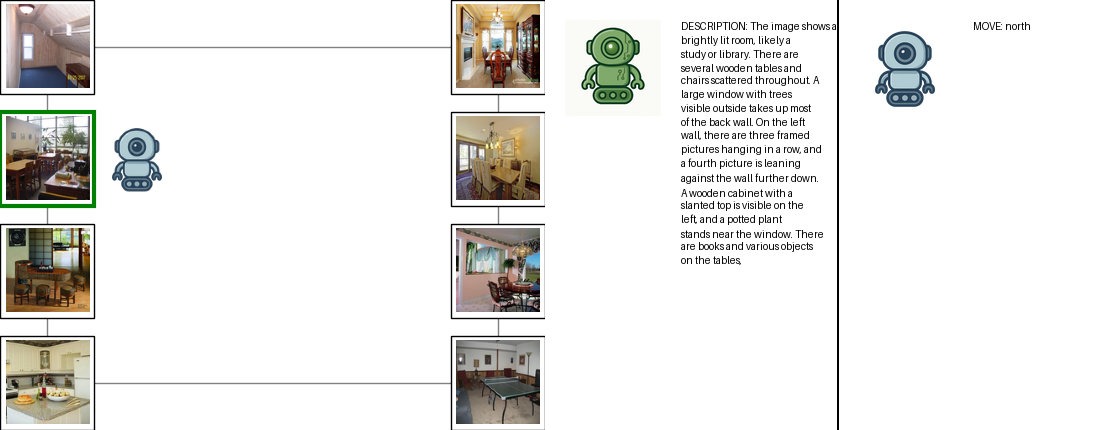 DESCRIPTION: The image shows a
brightly lit room, likely a
study or library. There are
several wooden tables and
chairs scattered throughout. A
large window with trees
visible outside takes up most
of the back wall. On the left
wall, there are three framed
pictures hanging in a row, and
a fourth picture is leaning
against the wall further down.
A wooden cabinet with a
slanted top is visible on the
left, and a potted plant
stands near the window. There
are books and various objects
on the tables,
MOVE: north